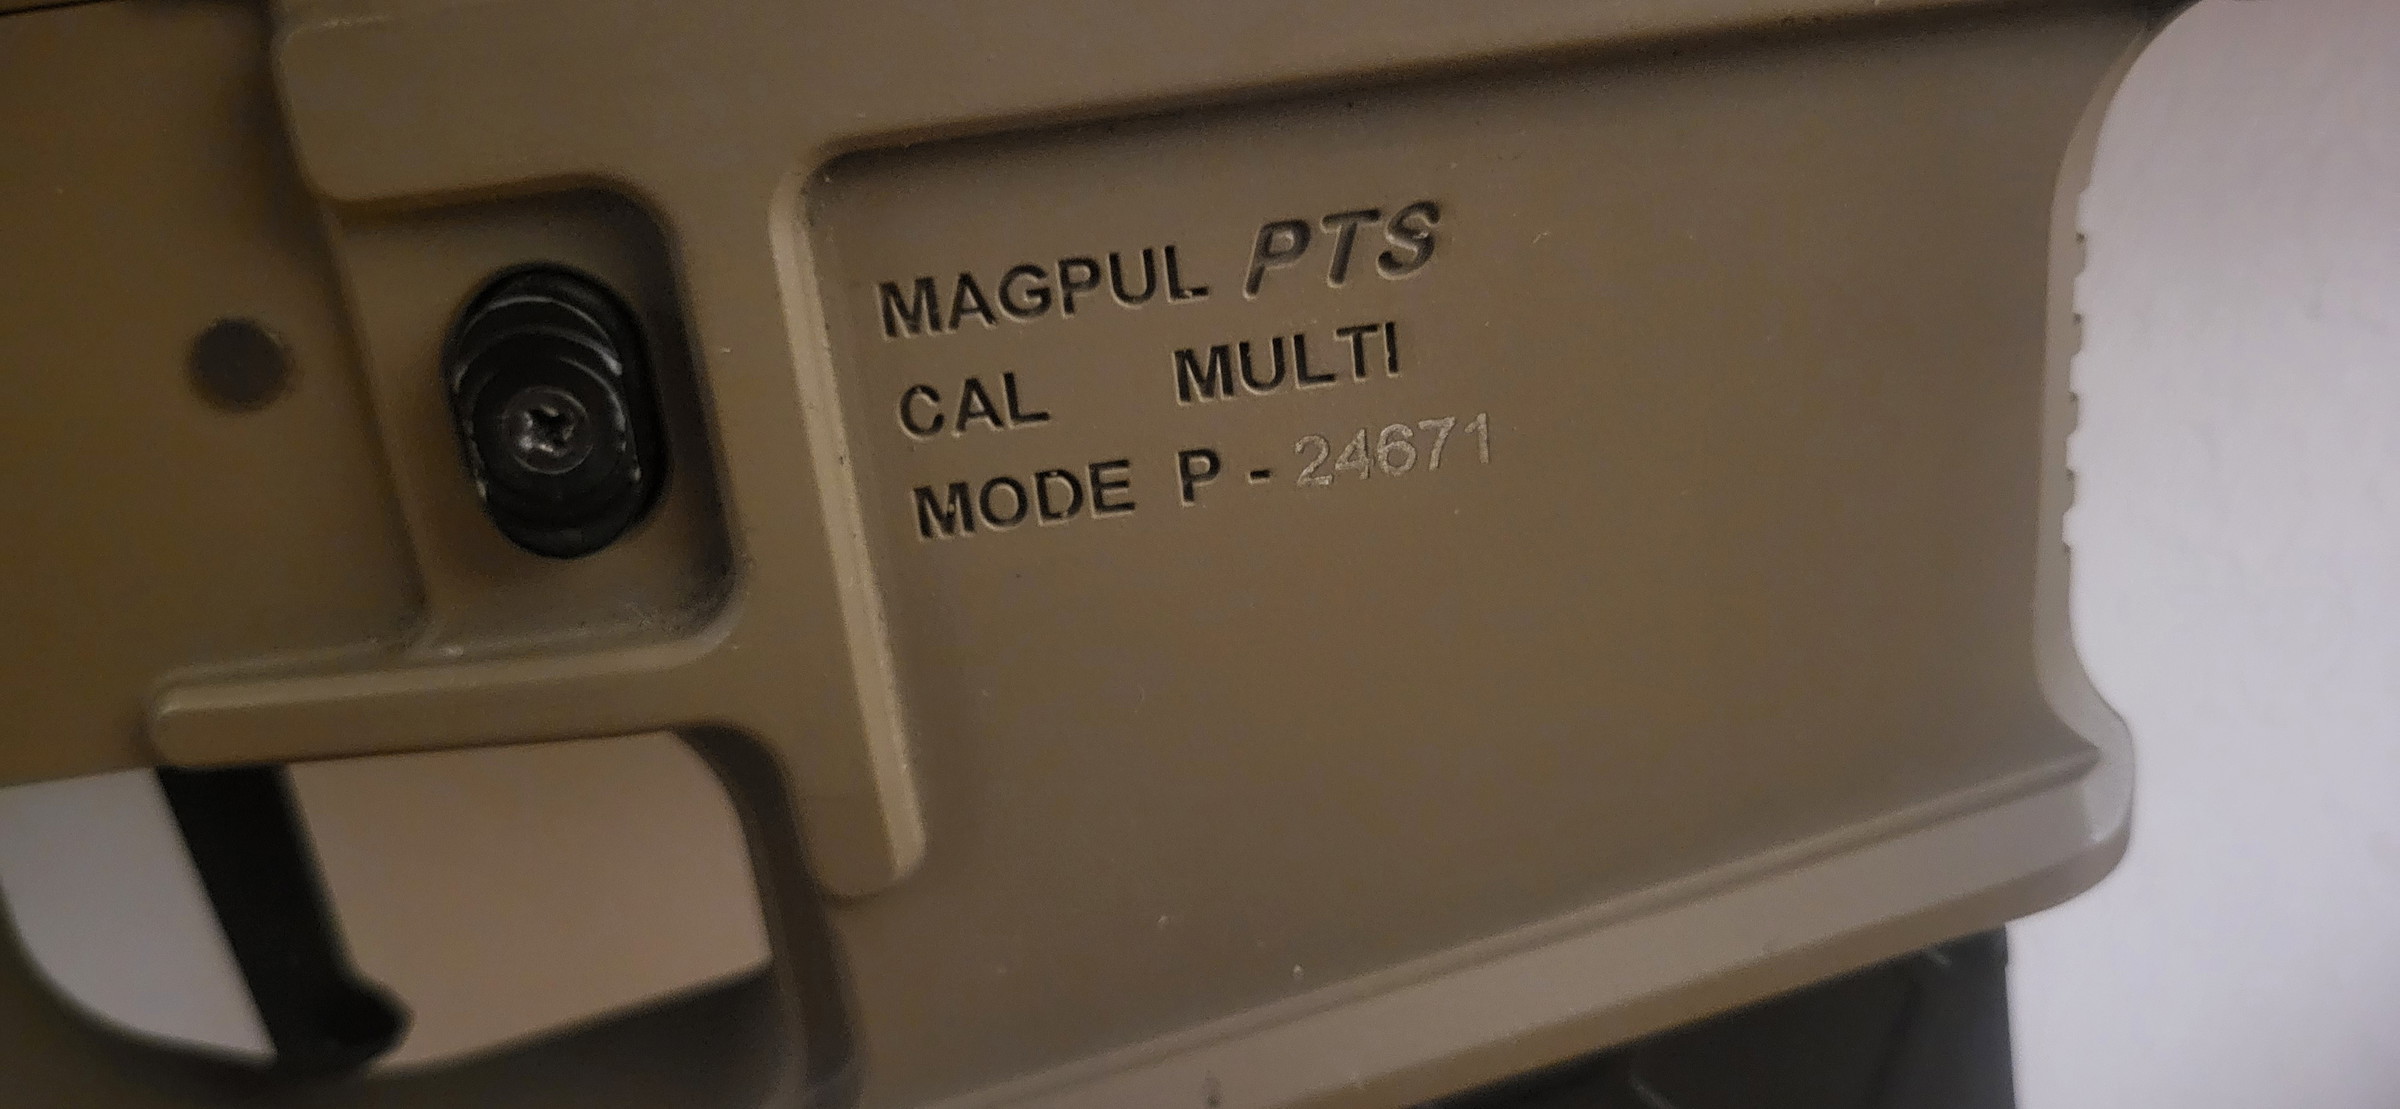 MAGPUL PTS
CAL MULTI
MODE P - 24671